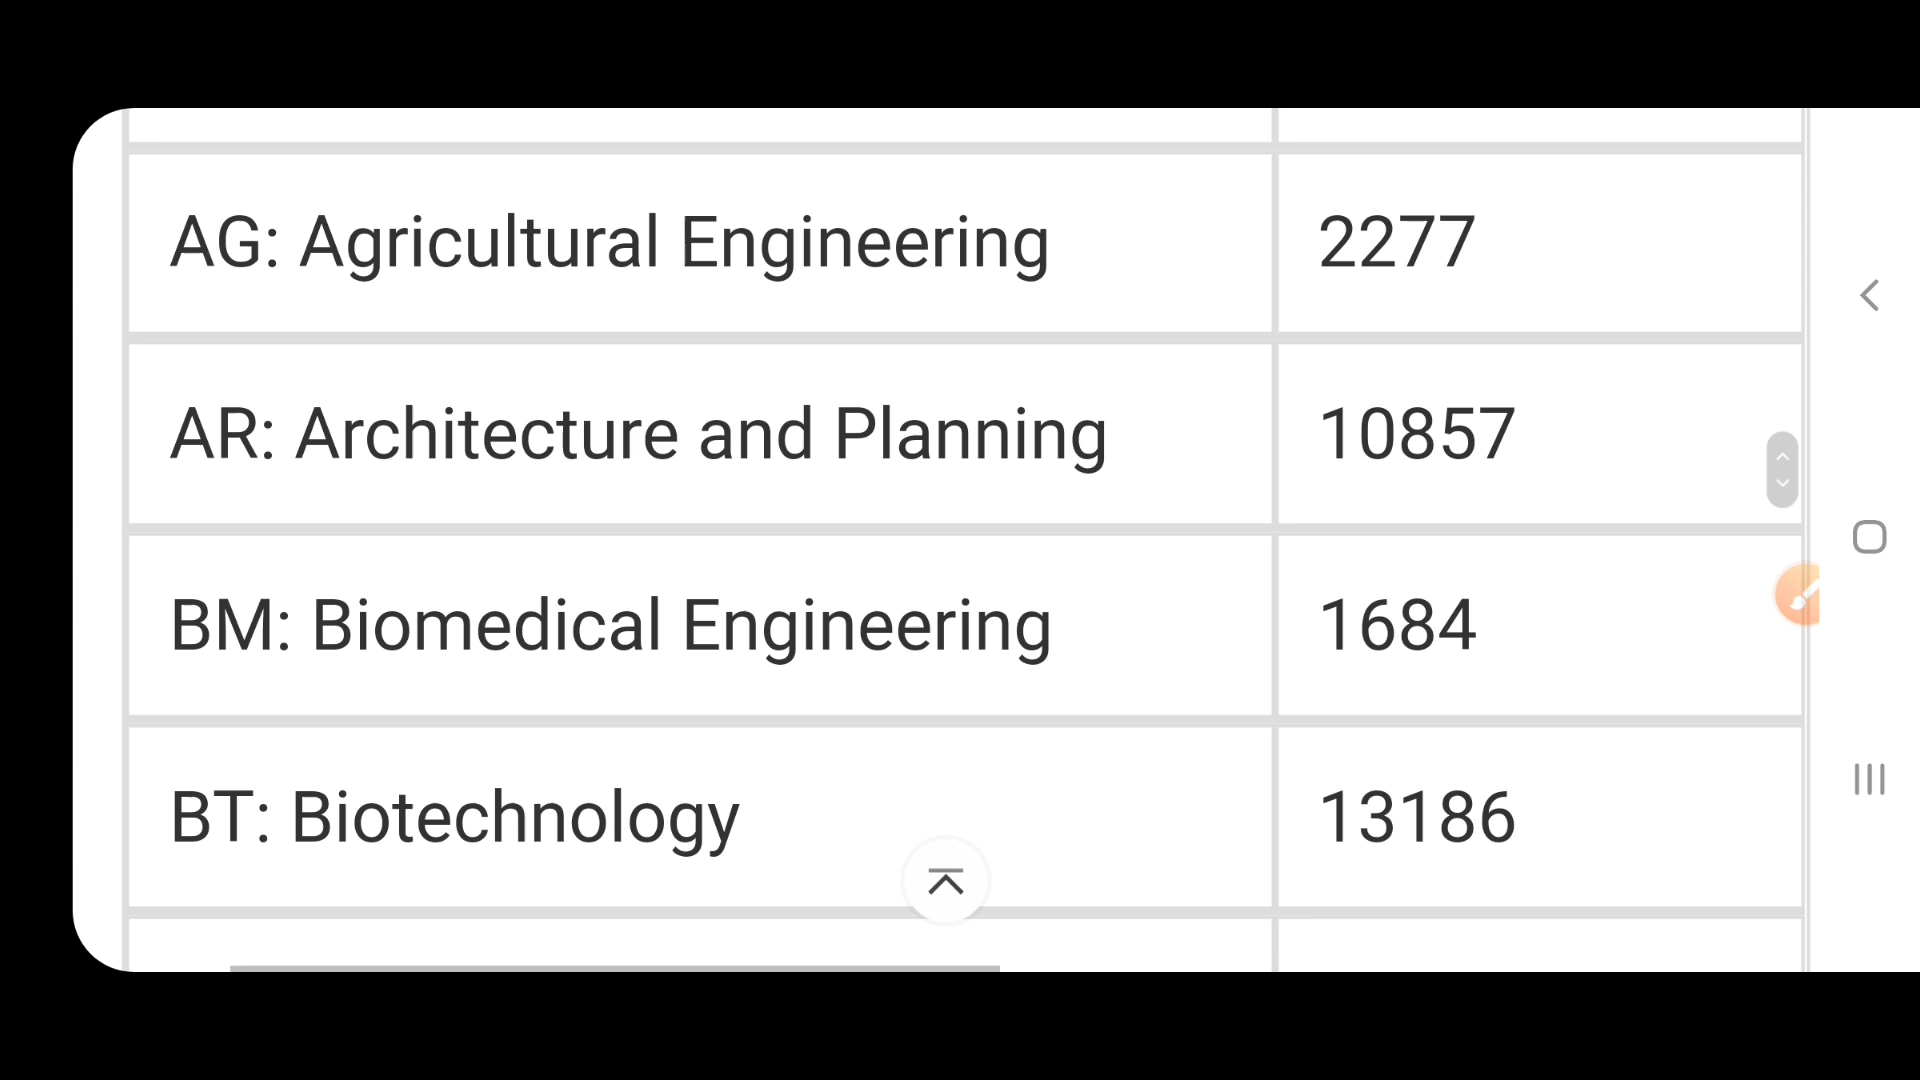 AG: Agricultural Engineering 2277
AR: Architecture and Planning 10857
BM: Biomedical Engineering 1684
BT: Biotechnology 13186